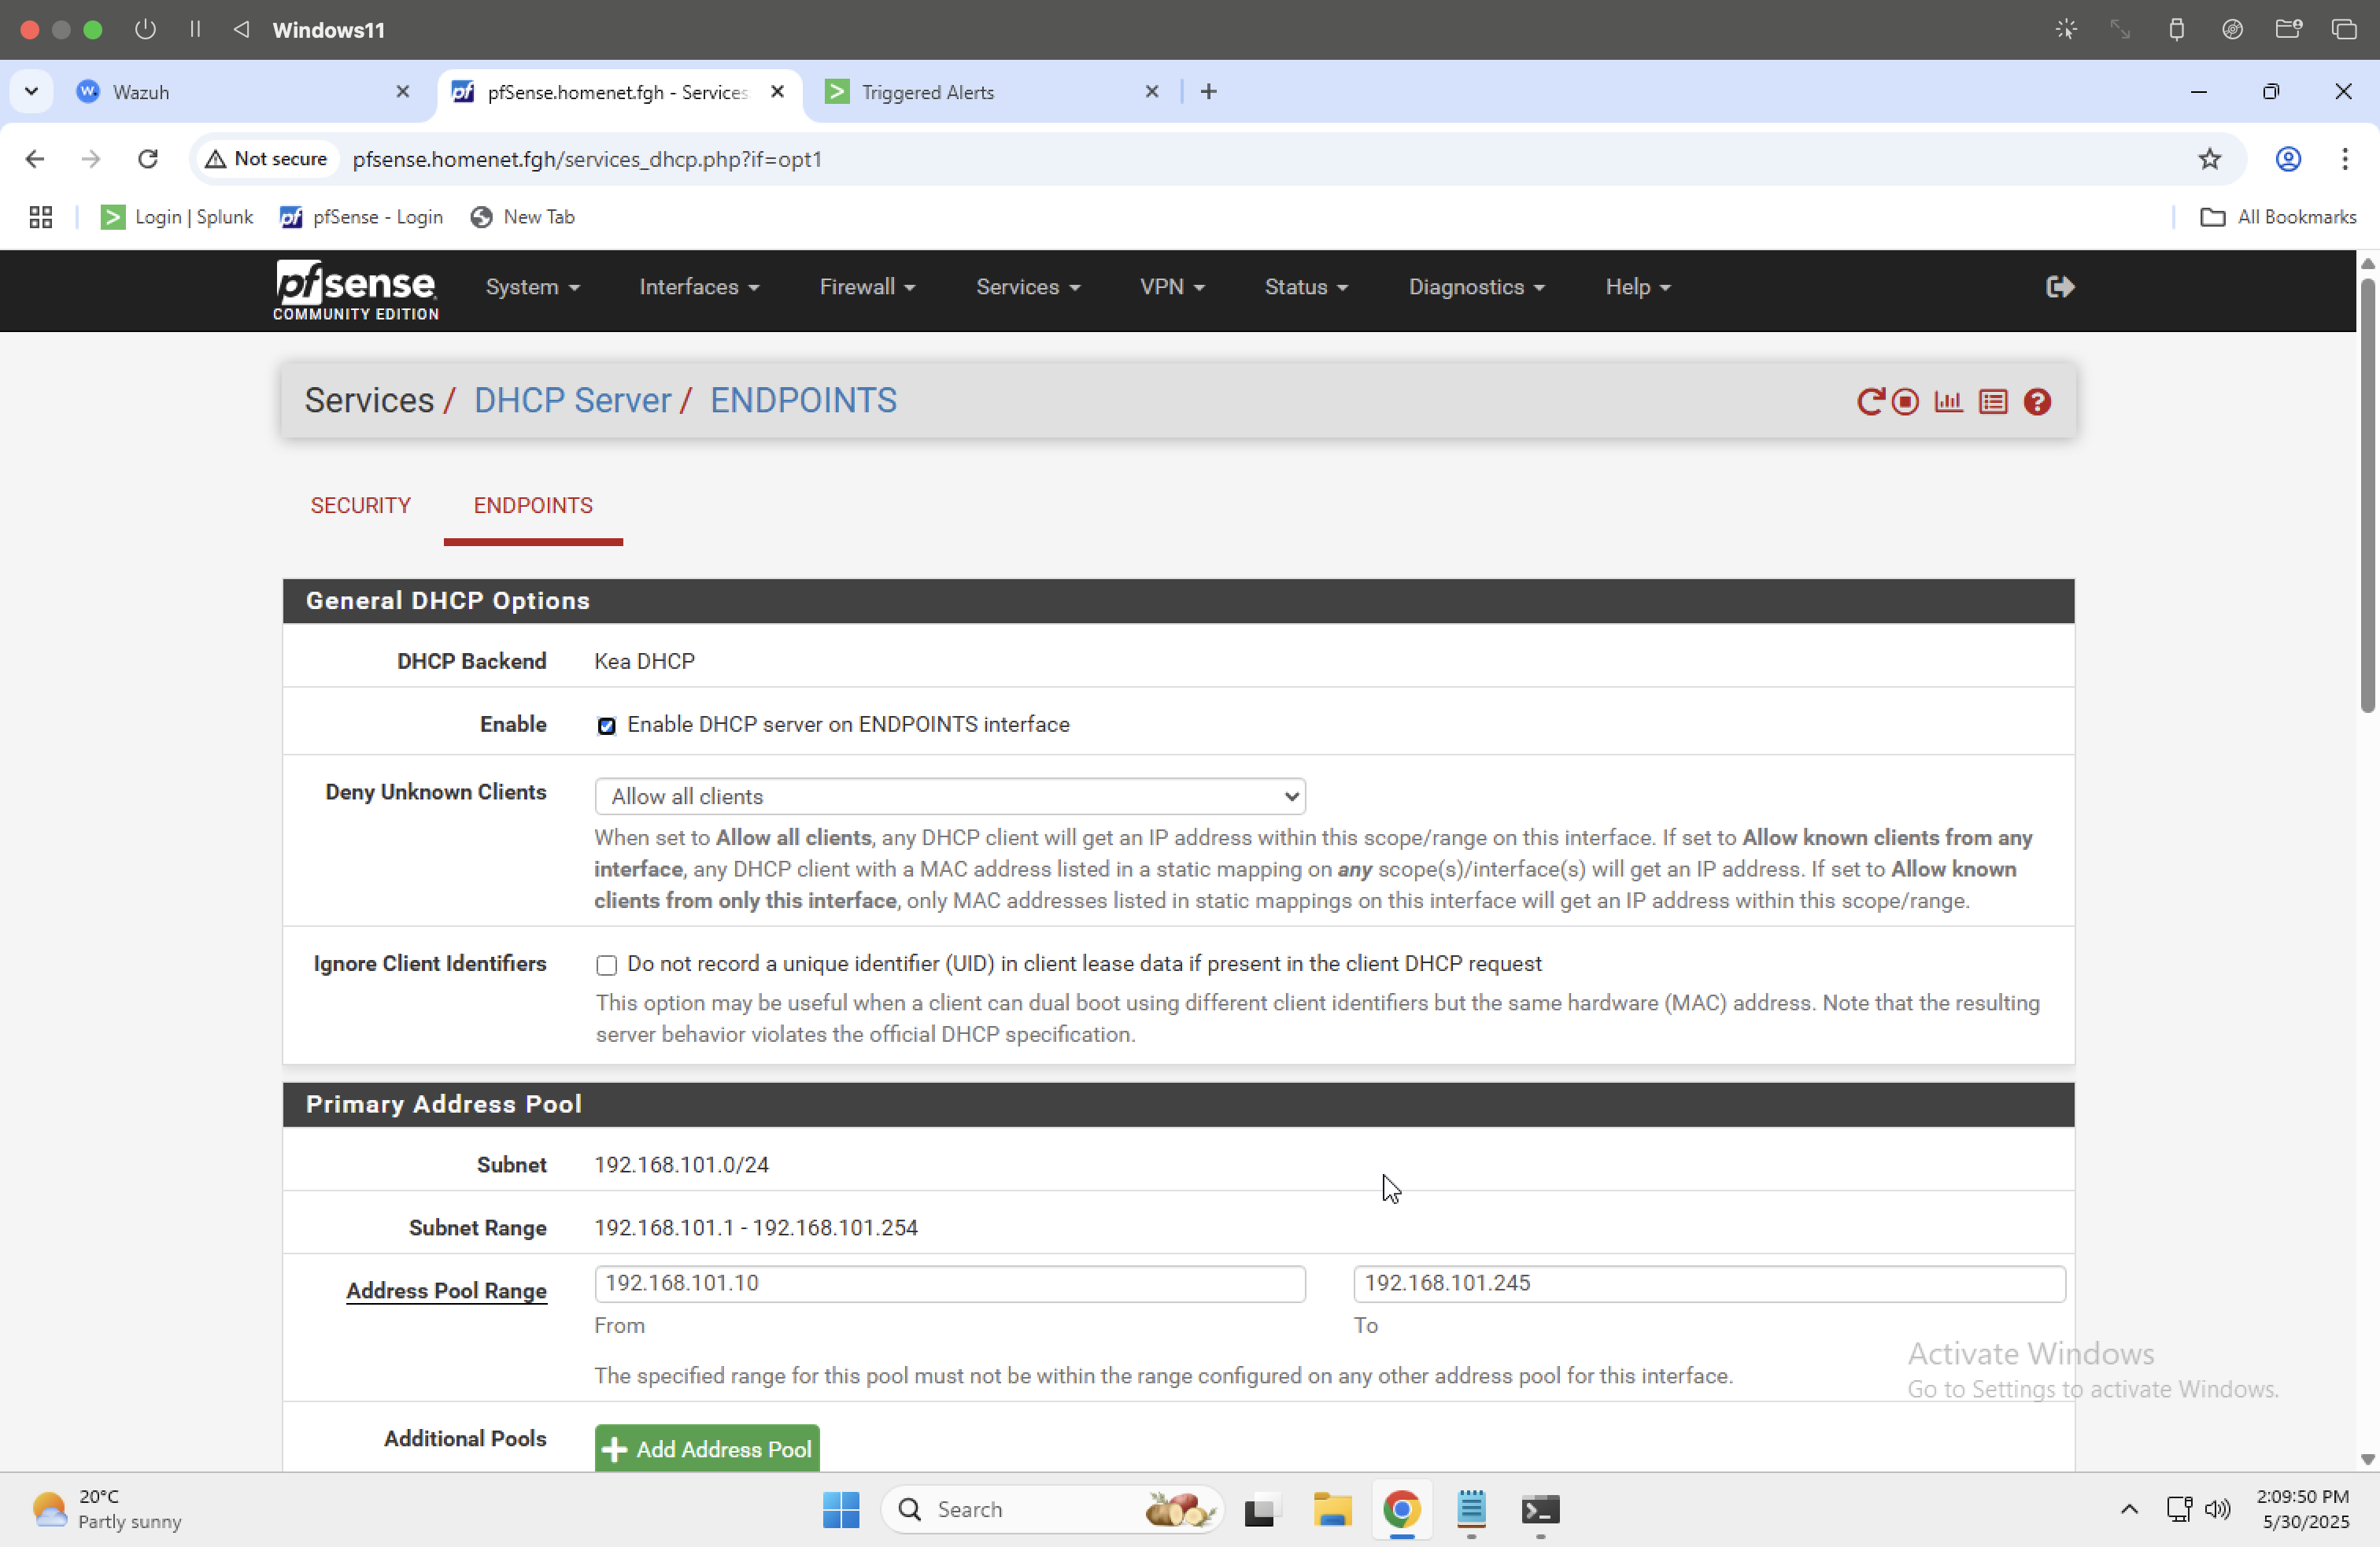 Windows11
Wazuh
pfSense.homenet.fgh - Services
Triggered Alerts
Not secure
pfsense.homenet.fgh/services_dhcp.php?if=opt1
Login | Splunk
pfSense - Login
New Tab
All Bookmarks
pfsense
COMMUNITY EDITION
System
Interfaces
Firewall
Services
VPN
Status
Diagnostics
Help
Services / DHCP Server / ENDPOINTS
SECURITY
ENDPOINTS
General DHCP Options
DHCP Backend
Kea DHCP
Enable
Enable DHCP server on ENDPOINTS interface
Deny Unknown Clients
Allow all clients
When set to Allow all clients, any DHCP client will get an IP address within this scope/range on this interface. If set to Allow known clients from any
interface, any DHCP client with a MAC address listed in a static mapping on any scope(s)/interface(s) will get an IP address. If set to Allow known
clients from only this interface, only MAC addresses listed in static mappings on this interface will get an IP address within this scope/range.
Ignore Client Identifiers
Do not record a unique identifier (UID) in client lease data if present in the client DHCP request
This option may be useful when a client can dual boot using different client identifiers but the same hardware (MAC) address. Note that the resulting
server behavior violates the official DHCP specification.
Primary Address Pool
Subnet
192.168.101.0/24
Subnet Range
192.168.101.1 - 192.168.101.254
Address Pool Range
192.168.101.10
192.168.101.245
From
To
The specified range for this pool must not be within the range configured on any other address pool for this interface.
Activate Windows
Go to Settings to activate Windows.
Additional Pools
Add Address Pool
20°C
Partly sunny
Search
2:09:50 PM
5/30/2025